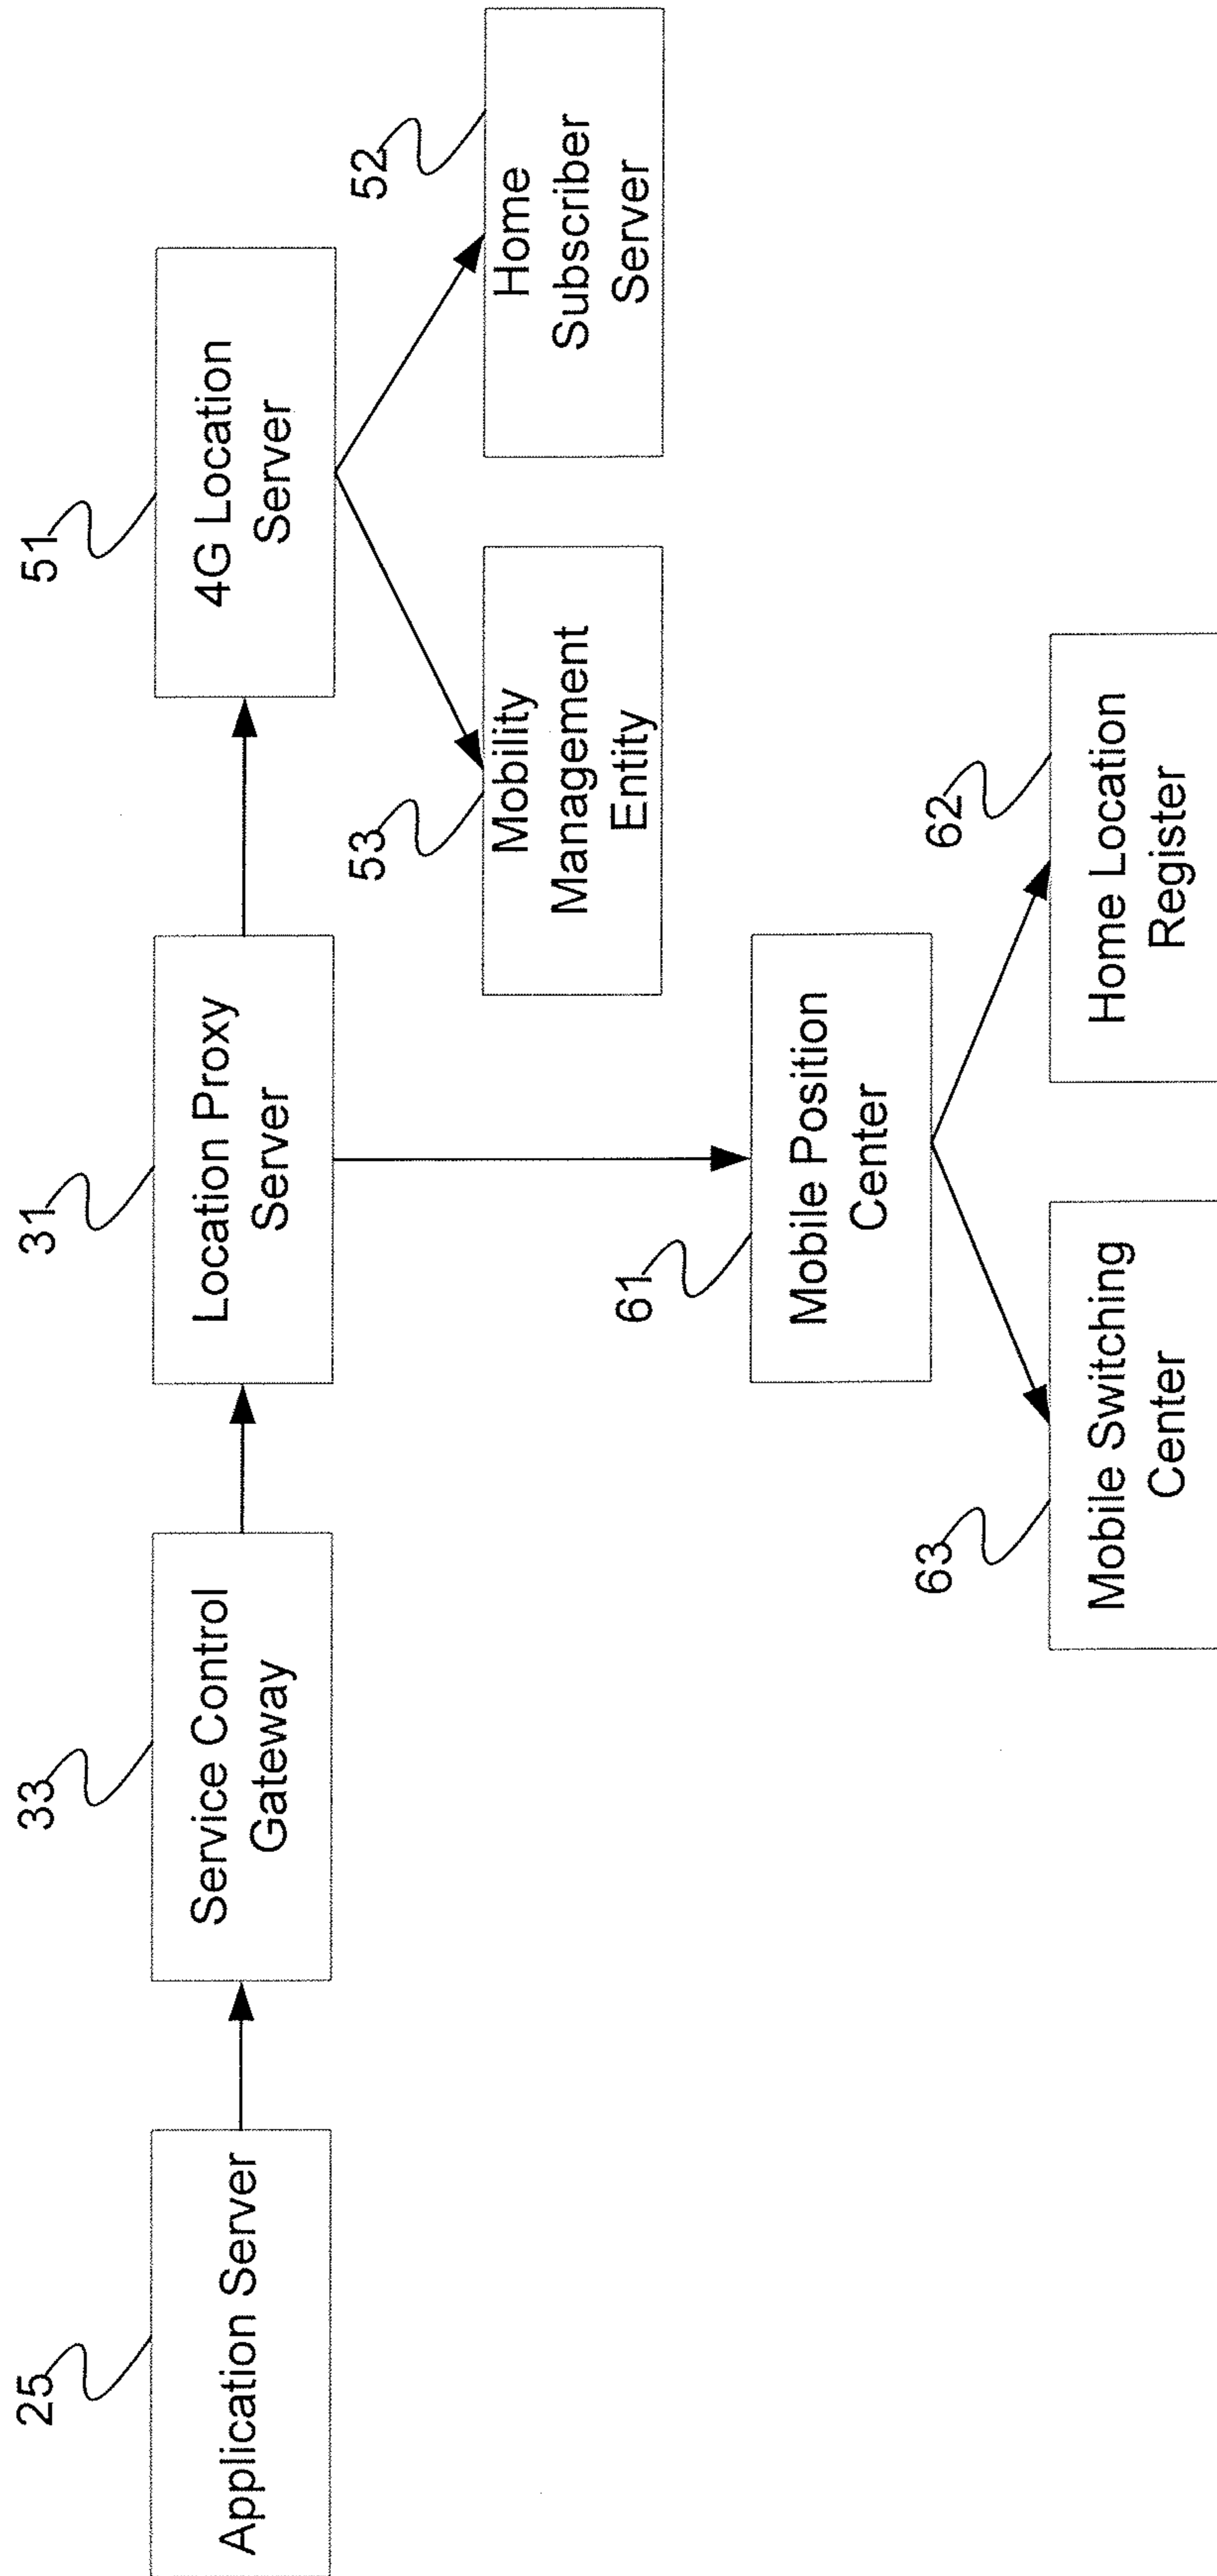 25
Application Server
33
Service Control
Gateway
31
Location Proxy
Server
51
4G Location
Server
53
Mobility
Management
Entity
52
Home
Subscriber
Server
61
Mobile Position
Center
63
Mobile Switching
Center
62
Home Location
Register